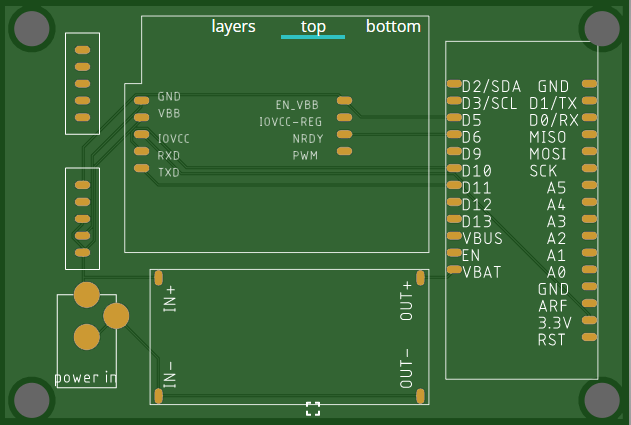 layers top bottom
GND
VBB
IOVCC
RXD
TXD
EN_VBB
IOVCC-REG
NRDY
PWM
D2/SDA GND
D3/SCL D1/TX
D5 D0/RX
D6 MISO
D9 MOSI
D10 SCK
D11 A5
D12 A4
D13 A3
VBUS A2
EN A1
VBAT A0
GND
ARF
3.3V
RST
IN+
OUT+
IN-
OUT-
power in